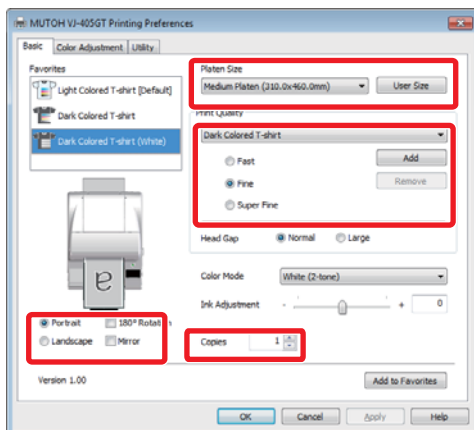 MUTOH VJ-405GT Printing Preferences
Basic Color Adjustment Utility
Favorites
Light Colored T-shirt [Default]
Dark Colored T-shirt
Dark Colored T-shirt (White)
a
Portrait 180° Rotation
Landscape Mirror
Version 1.00
Platen Size
Medium Platen (310.0x460.0mm) User Size
Print Quality
Dark Colored T-shirt
Fast Add
Fine Remove
Super Fine
Head Gap Normal Large
Color Mode White (2-tone)
Ink Adjustment - + 0
Copies 1
Add to Favorites
OK Cancel Apply Help